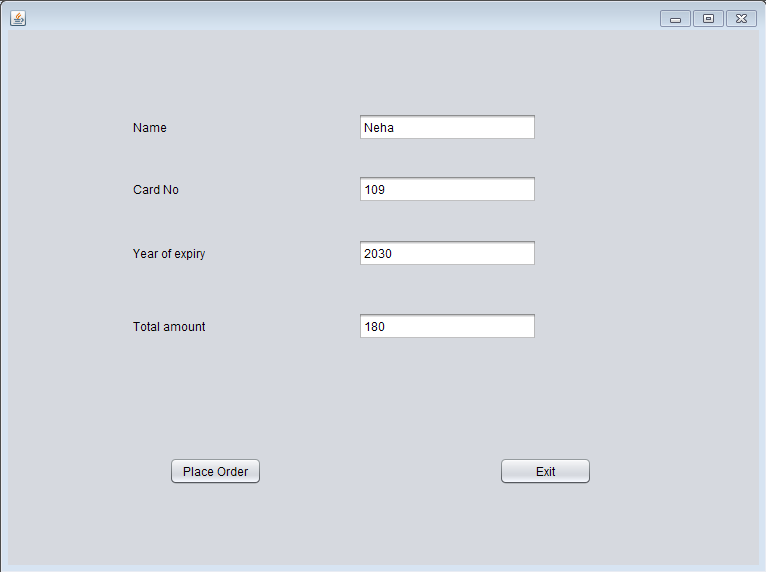 Name Neha
Card No 109
Year of expiry 2030
Total amount 180
Place Order Exit